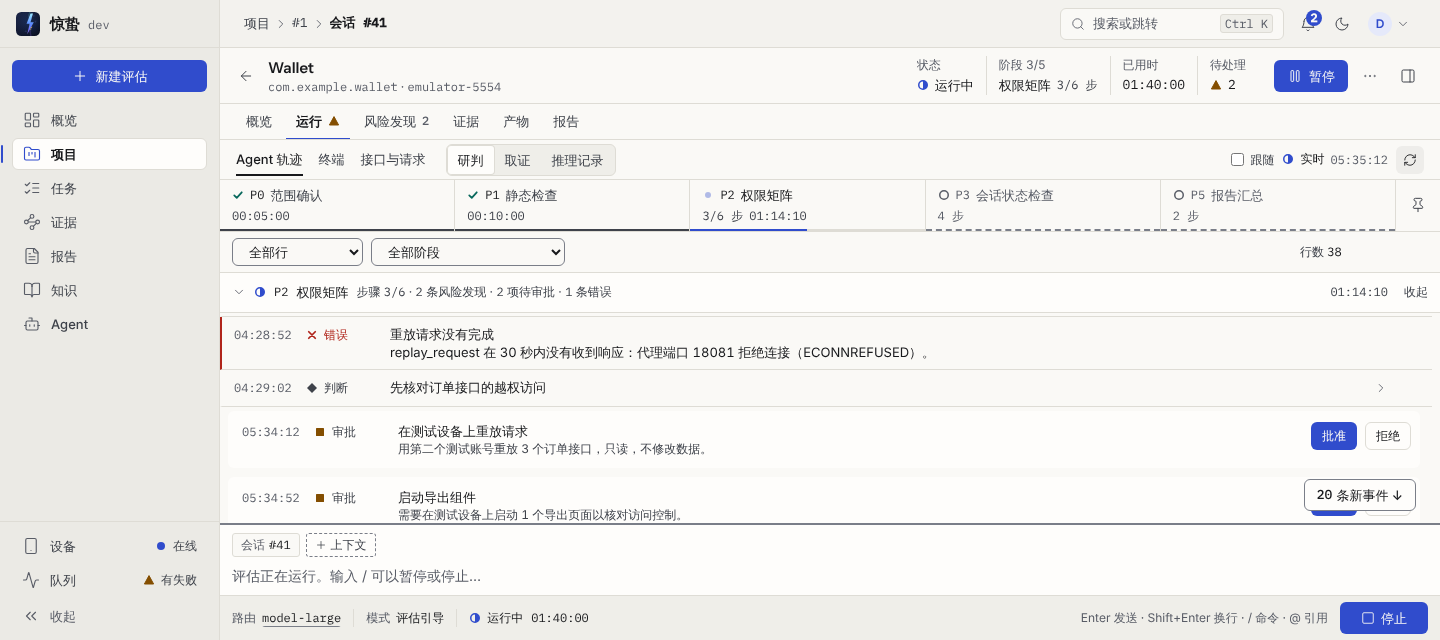 惊蛰 dev
项目 > #1 > 会话 #41
搜索或跳转 Ctrl K
2
D
新建评估
概览
项目
任务
证据
报告
知识
Agent
设备 在线
队列 有失败
收起
Wallet
com.example.wallet · emulator-5554
状态
运行中
阶段 3/5
权限矩阵 3/6 步
已用时
01:40:00
待处理
2
暂停
概览 运行 风险发现 2 证据 产物 报告
Agent 轨迹 终端 接口与请求 研判 取证 推理记录
跟随 实时 05:35:12
P0 范围确认
00:05:00
P1 静态检查
00:10:00
P2 权限矩阵
3/6 步 01:14:10
P3 会话状态检查
4 步
P5 报告汇总
2 步
全部行 全部阶段 行数 38
P2 权限矩阵 步骤 3/6 · 2 条风险发现 · 2 项待审批 · 1 条错误 01:14:10 收起
04:28:52 错误 重放请求没有完成
replay_request 在 30 秒内没有收到响应：代理端口 18081 拒绝连接（ECONNREFUSED）。
04:29:02 判断 先核对订单接口的越权访问
05:34:12 审批 在测试设备上重放请求
用第二个测试账号重放 3 个订单接口，只读，不修改数据。
批准 拒绝
05:34:52 审批 启动导出组件
需要在测试设备上启动 1 个导出页面以核对访问控制。
20 条新事件 ↓
会话 #41 + 上下文
评估正在运行。输入 / 可以暂停或停止…
路由 model-large 模式 评估引导 运行中 01:40:00
Enter 发送 · Shift+Enter 换行 · / 命令 · @ 引用
停止